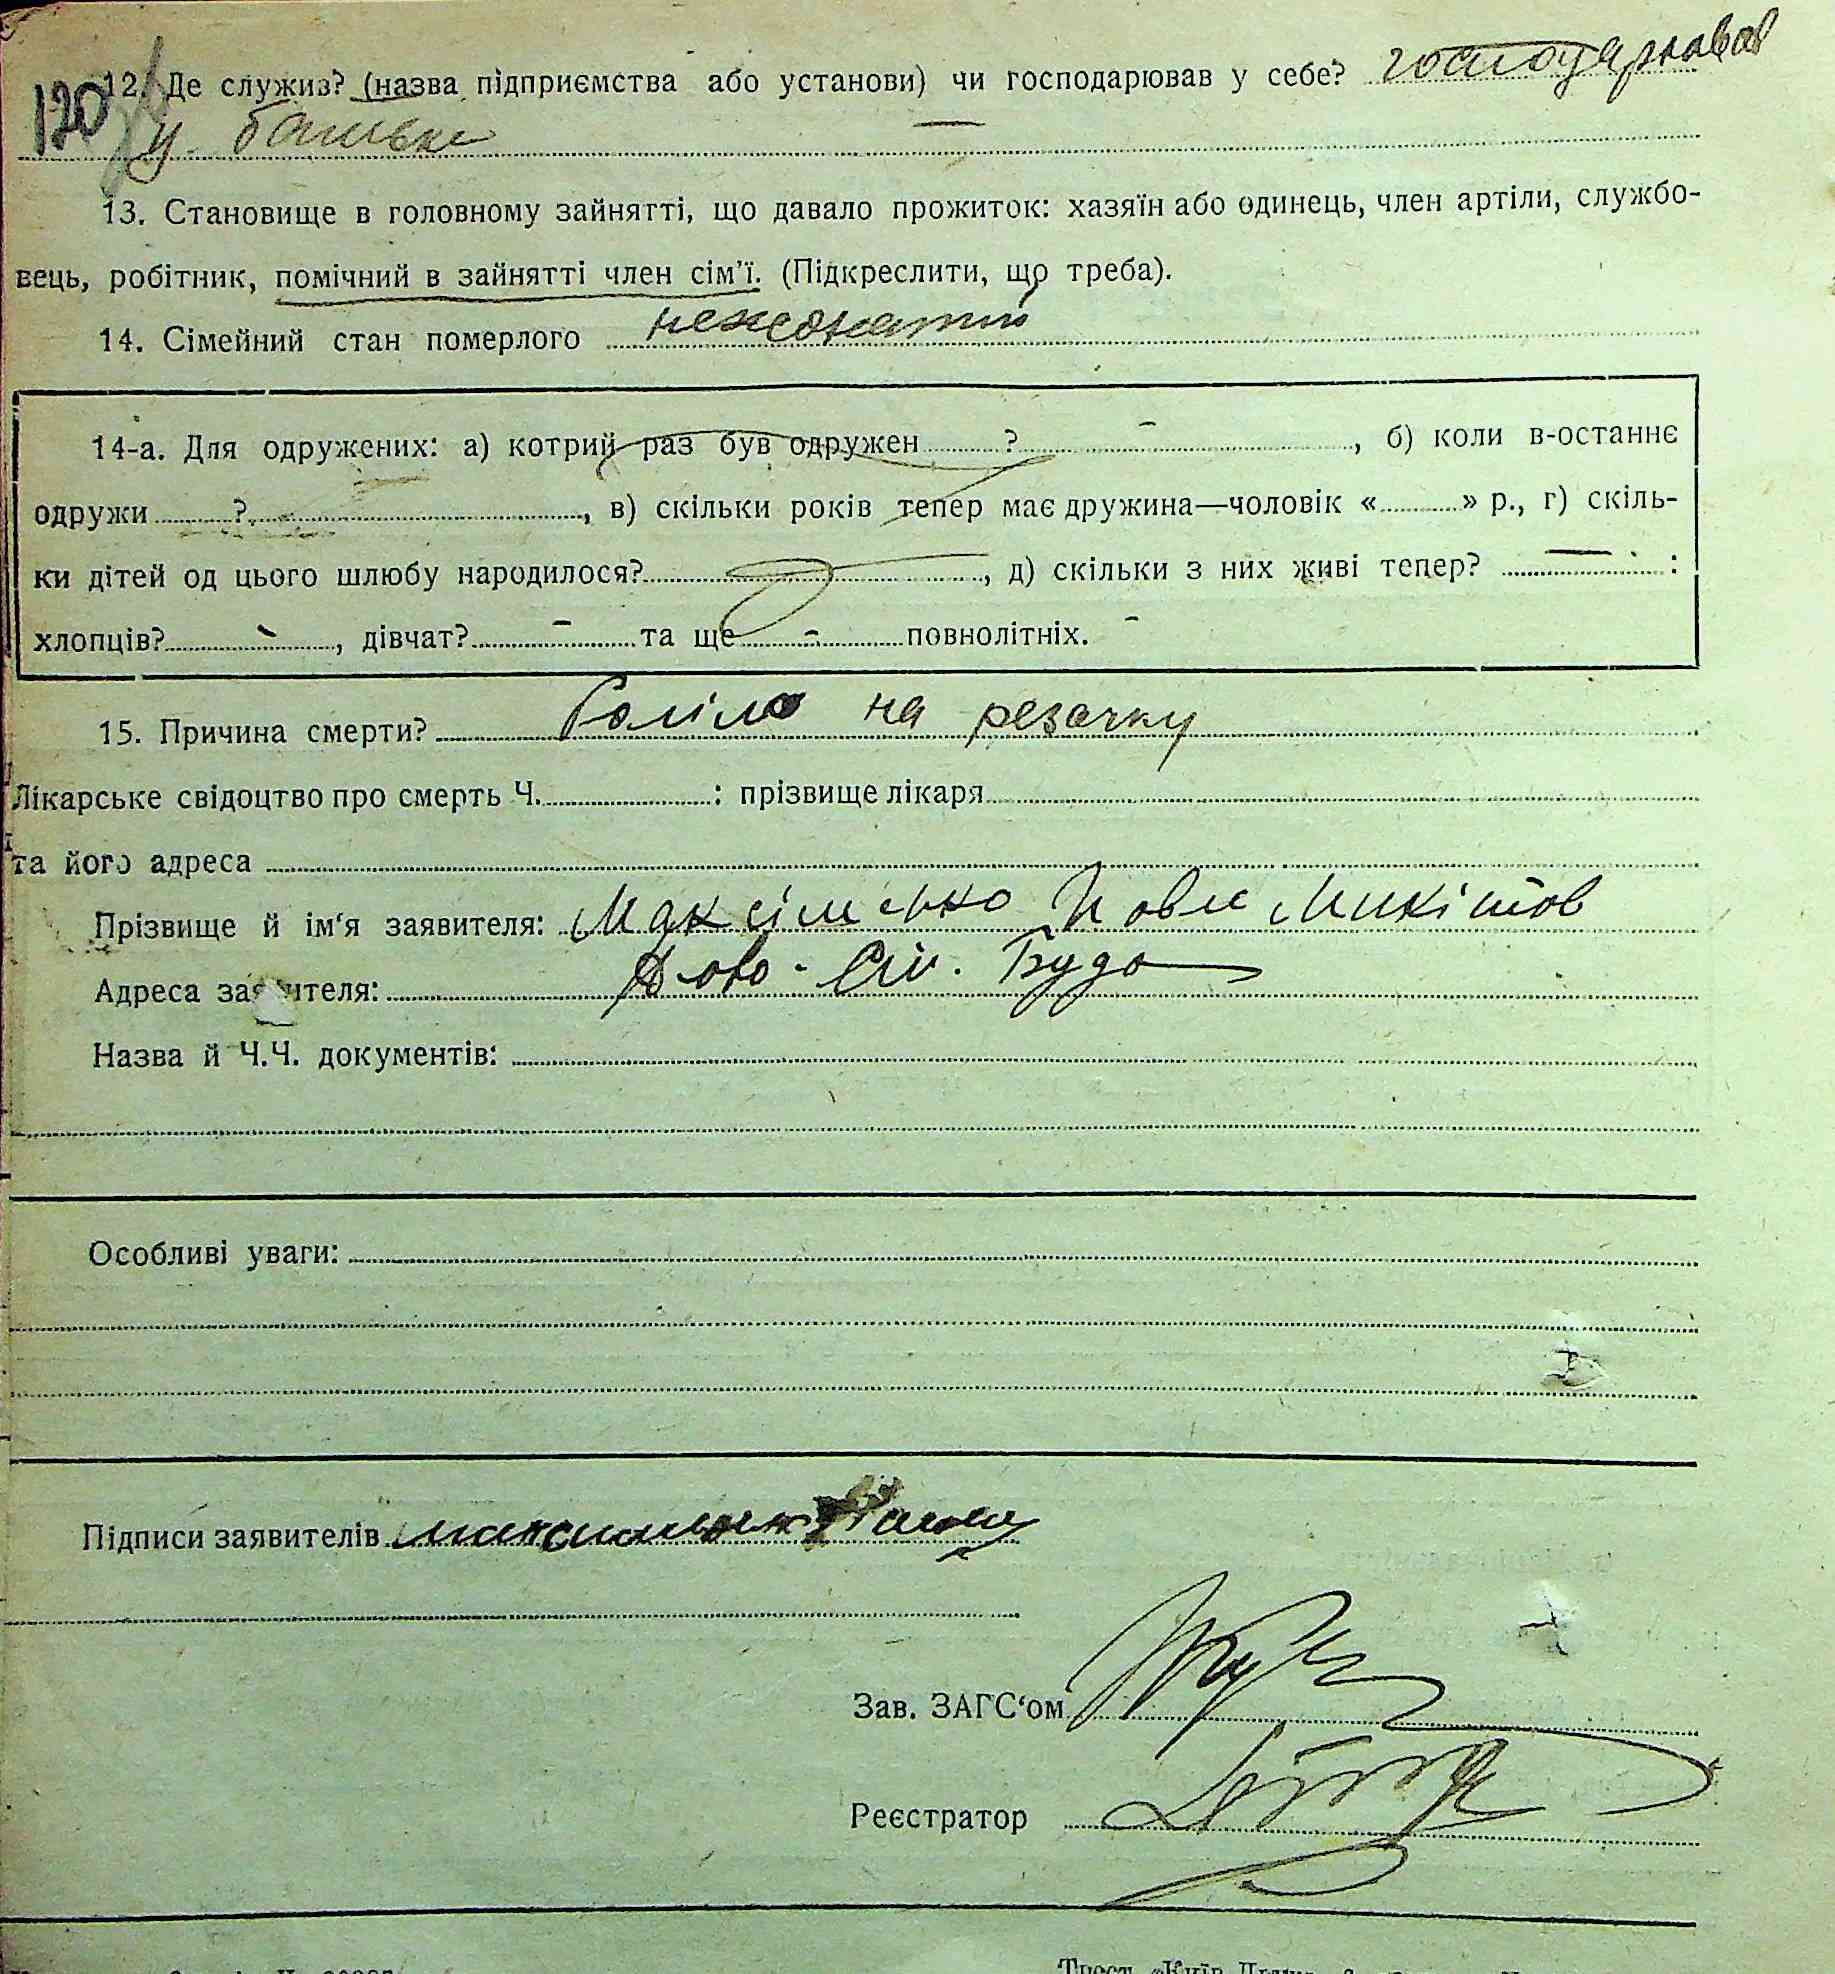 120
12. Де служив? (назва підприємства або установи) чи господарював у себе? господарював
у батька
13. Становище в головному зайнятті, що давало прожиток: хазяїн або одинець, член артіли, службо-
вець, робітник, помічний в зайнятті член сім'ї. (Підкреслити, що треба).
14. Сімейний стан померлого нежонатий
14-а. Для одружених: а) котрий раз був одружен ? - , б) коли в-останнє
одружи ? , в) скільки років тепер має дружина—чоловік « » р., г) скіль-
ки дітей од цього шлюбу народилося? , д) скільки з них живі тепер? — :
хлопців? - , дівчат? - та ще - повнолітніх. -
15. Причина смерти? на резачку
Лікарське свідоцтво про смерть Ч. : прізвище лікаря
та його адреса
Прізвище й ім'я заявителя: Максіменко Павло Микітов
Адреса заявителя: Буда
Назва й Ч.Ч. документів:
Особливі уваги:
Підписи заявителів
Зав. ЗАГС'ом
Реєстратор